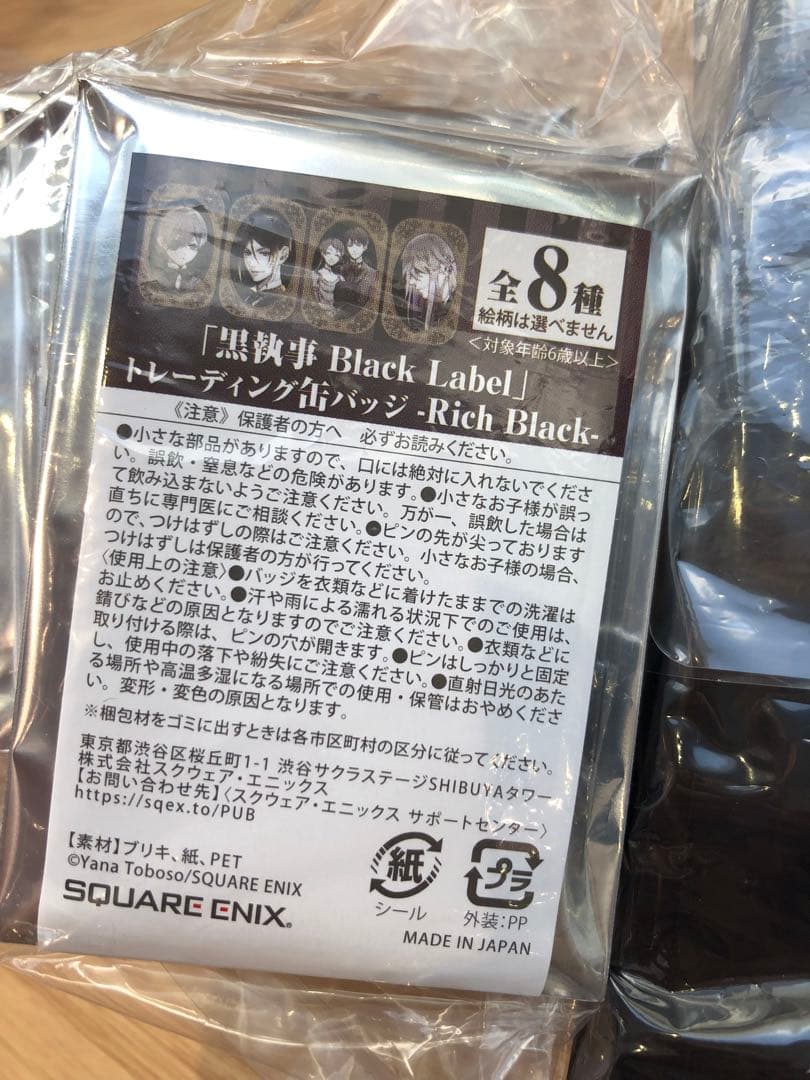 全8種
絵柄は選べません
<対象年齢6歳以上>
「黒執事 Black Label」
トレーディング缶バッジ -Rich Black-
《注意》保護者の方へ 必ずお読みください。
●小さな部品がありますので、口には絶対に入れないでくださ
い。誤飲・窒息などの危険があります。●小さなお子様が誤っ
て飲み込まないようご注意ください。万が一、誤飲した場合は
直ちに専門医にご相談ください。●ピンの先が尖っております
ので、つけはずしの際はご注意ください。小さなお子様の場合、
つけはずしは保護者の方が行ってください。
〈使用上の注意〉●バッジを衣類などに着けたままでの洗濯は
お止めください。●汗や雨による濡れる状況下でのご使用は、
錆びなどの原因となりますのでご注意ください。●衣類などに
取り付ける際は、ピンの穴が開きます。●ピンはしっかりと固定
し、使用中の落下や紛失にご注意ください。●直射日光のあた
る場所や高温多湿になる場所での使用・保管はおやめくださ
い。変形・変色の原因となります。
※梱包材をゴミに出すときは各市区町村の区分に従ってください。
東京都渋谷区桜丘町1-1 渋谷サクラステージSHIBUYAタワー
株式会社スクウェア・エニックス
【お問い合わせ先】〈スクウェア・エニックス サポートセンター〉
https://sqex.to/PUB
【素材】ブリキ、紙、PET
©Yana Toboso/SQUARE ENIX
SQUARE ENIX®
紙
シール
プラ
外装:PP
MADE IN JAPAN